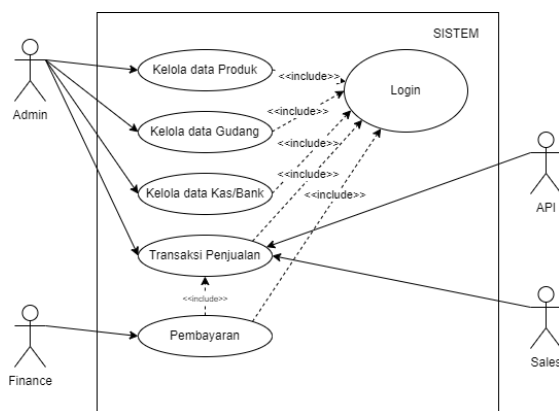 SISTEM
Kelola data Produk
<<include>>
Login
Admin
Kelola data Gudang
<<include>>
<<include>>
Kelola data Kas/Bank
<<include>>
API
Transaksi Penjualan
<<include>>
Pembayaran
Finance
Sales